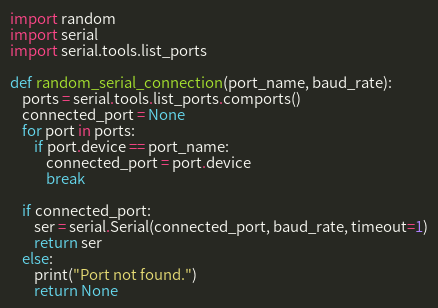 import random
import serial
import serial.tools.list_ports

def random_serial_connection(port_name, baud_rate):
    ports = serial.tools.list_ports.comports()
    connected_port = None
    for port in ports:
        if port.device == port_name:
            connected_port = port.device
            break

    if connected_port:
        ser = serial.Serial(connected_port, baud_rate, timeout=1)
        return ser
    else:
        print("Port not found.")
        return None